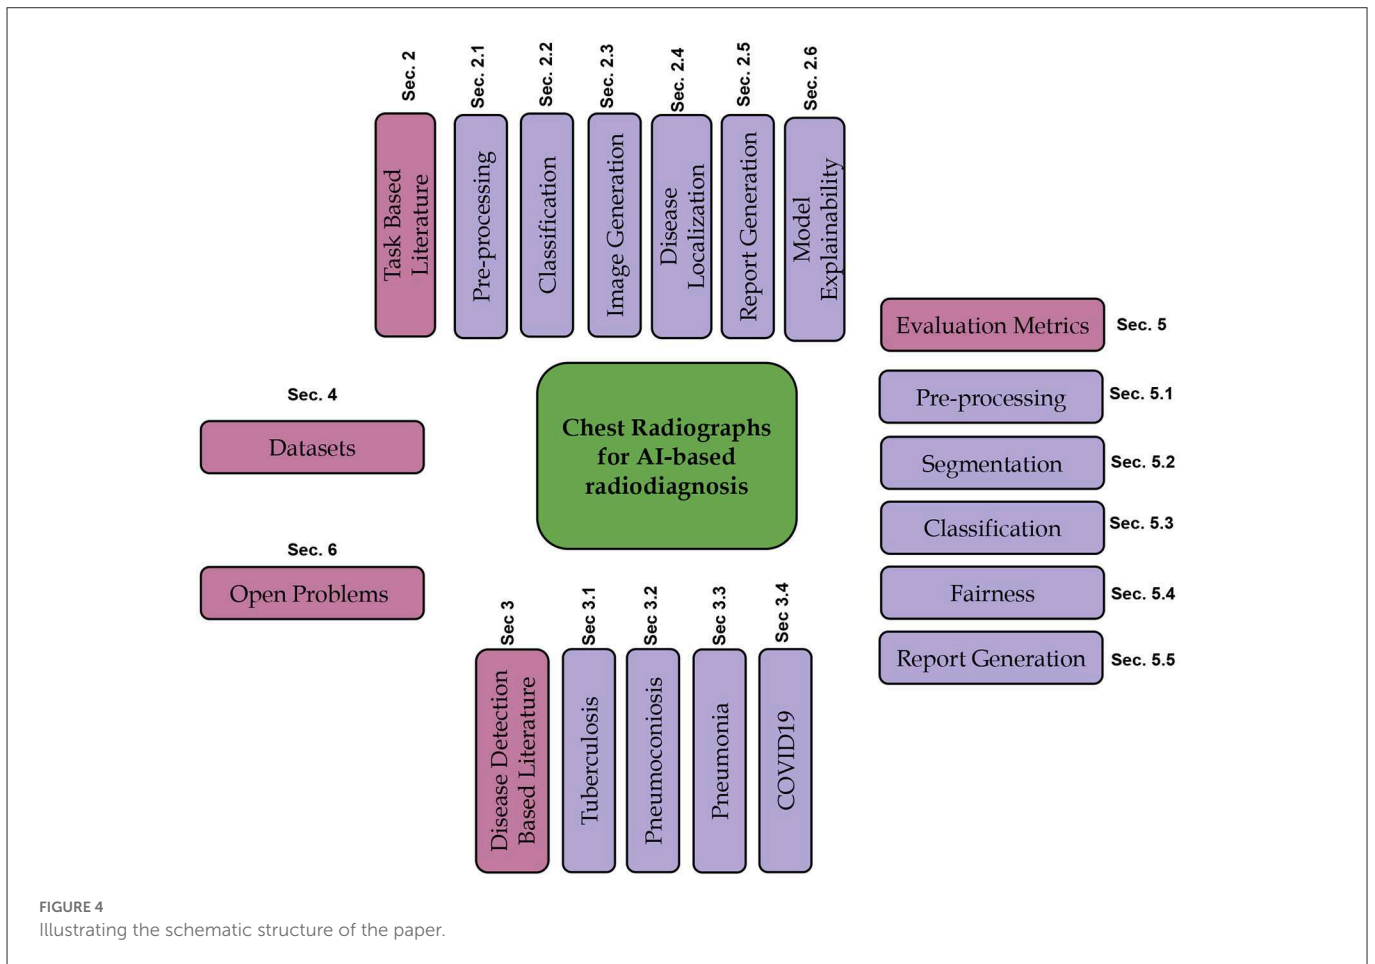 Sec. 2
Task Based
Literature
Sec. 2.1
Pre-processing
Sec. 2.2
Classification
Sec. 2.3
Image Generation
Sec. 2.4
Disease
Localization
Sec. 2.5
Report Generation
Sec. 2.6
Model
Explainability
Evaluation Metrics
Sec. 5
Pre-processing
Sec. 5.1
Segmentation
Sec. 5.2
Classification
Sec. 5.3
Fairness
Sec. 5.4
Report Generation
Sec. 5.5
Sec. 4
Datasets
Sec. 6
Open Problems
Chest Radiographs
for AI-based
radiodiagnosis
Sec 3
Disease Detection
Based Literature
Sec 3.1
Tuberculosis
Sec 3.2
Pneumoconiosis
Sec 3.3
Pneumonia
Sec 3.4
COVID19
FIGURE 4
Illustrating the schematic structure of the paper.